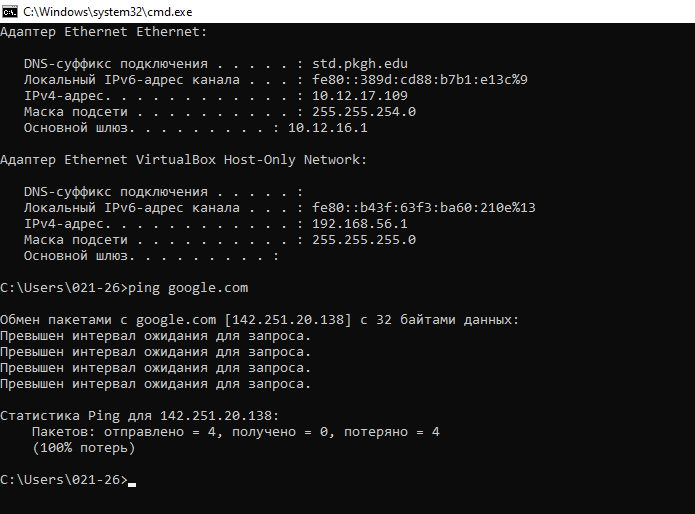 C:\Windows\system32\cmd.exe
Адаптер Ethernet Ethernet:
DNS-суффикс подключения . . . . . : std.pkgh.edu
Локальный IPv6-адрес канала . . . : fe80::389d:cd88:b7b1:e13c%9
IPv4-адрес. . . . . . . . . . . . : 10.12.17.109
Маска подсети . . . . . . . . . . : 255.255.254.0
Основной шлюз. . . . . . . . . : 10.12.16.1
Адаптер Ethernet VirtualBox Host-Only Network:
DNS-суффикс подключения . . . . . :
Локальный IPv6-адрес канала . . . : fe80::b43f:63f3:ba60:210e%13
IPv4-адрес. . . . . . . . . . . . : 192.168.56.1
Маска подсети . . . . . . . . . . : 255.255.255.0
Основной шлюз. . . . . . . . . :
C:\Users\021-26>ping google.com
Обмен пакетами с google.com [142.251.20.138] с 32 байтами данных:
Превышен интервал ожидания для запроса.
Превышен интервал ожидания для запроса.
Превышен интервал ожидания для запроса.
Превышен интервал ожидания для запроса.
Статистика Ping для 142.251.20.138:
Пакетов: отправлено = 4, получено = 0, потеряно = 4
(100% потерь)
C:\Users\021-26>